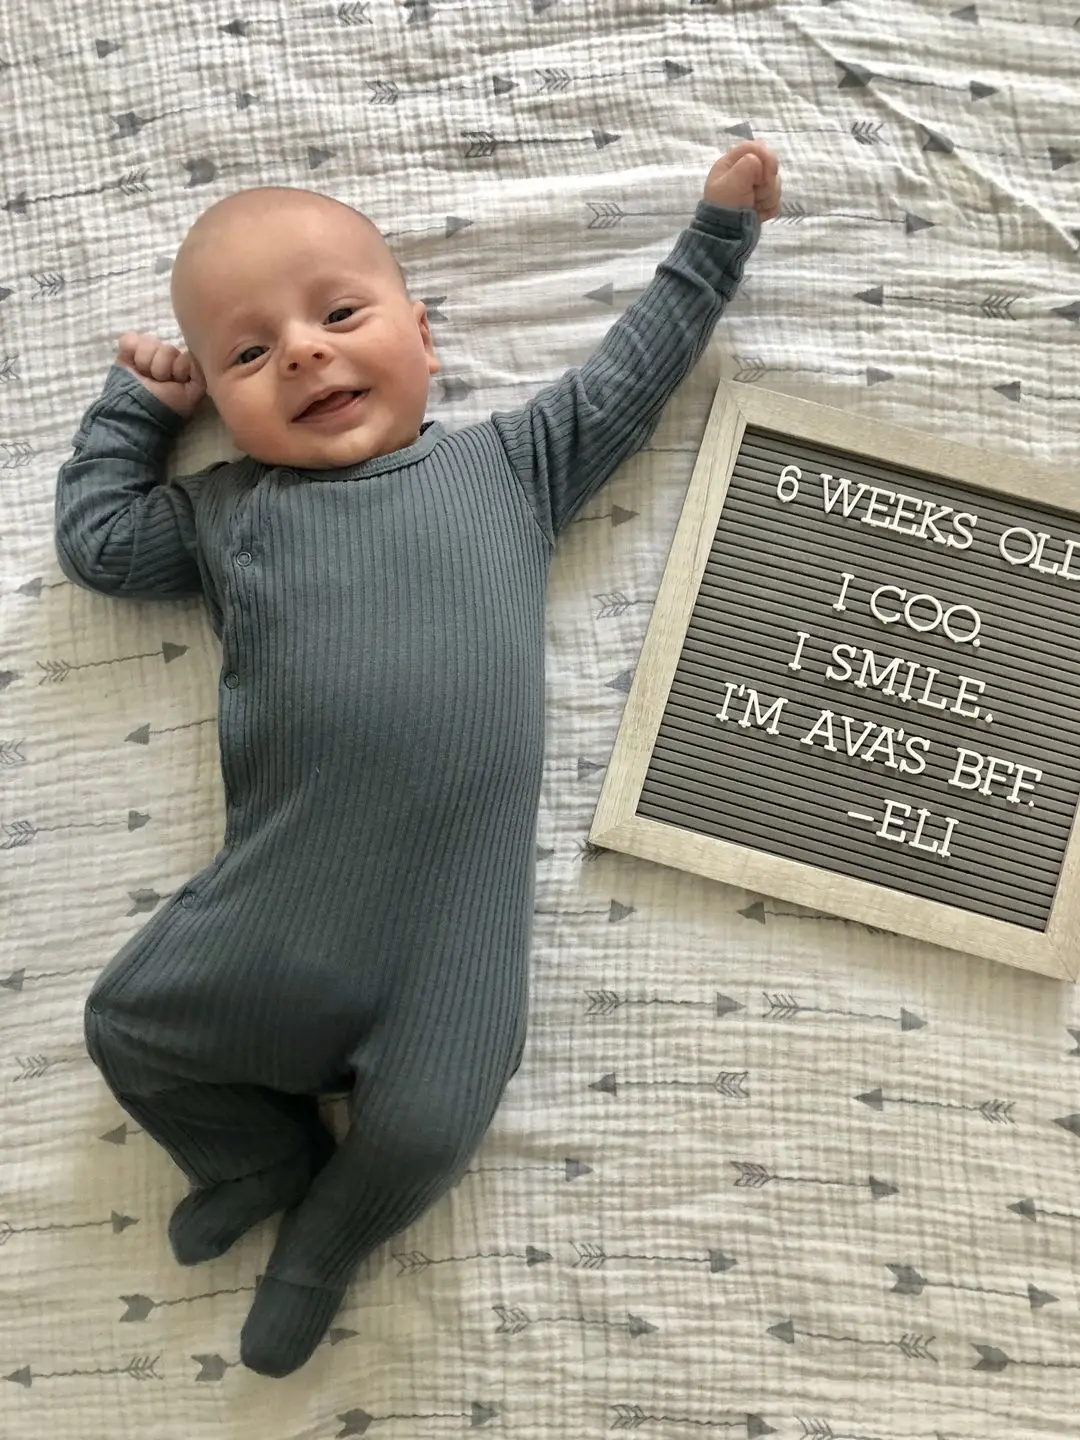 6 WEEKS OLD
I COO.
I SMILE.
I'M AVA'S BFF.
-ELI